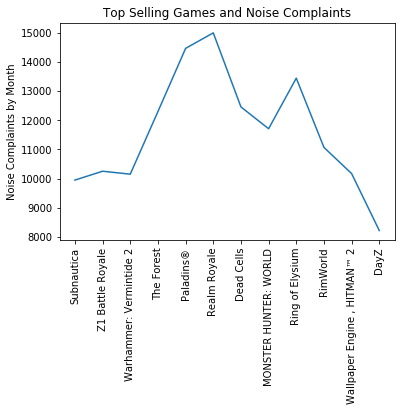 Top Selling Games and Noise Complaints
Noise Complaints by Month
15000
14000
13000
12000
11000
10000
9000
8000
Subnautica
Z1 Battle Royale
Warhammer: Vermintide 2
The Forest
Paladins®
Realm Royale
Dead Cells
MONSTER HUNTER: WORLD
Ring of Elysium
RimWorld
Wallpaper Engine , HITMAN™ 2
DayZ